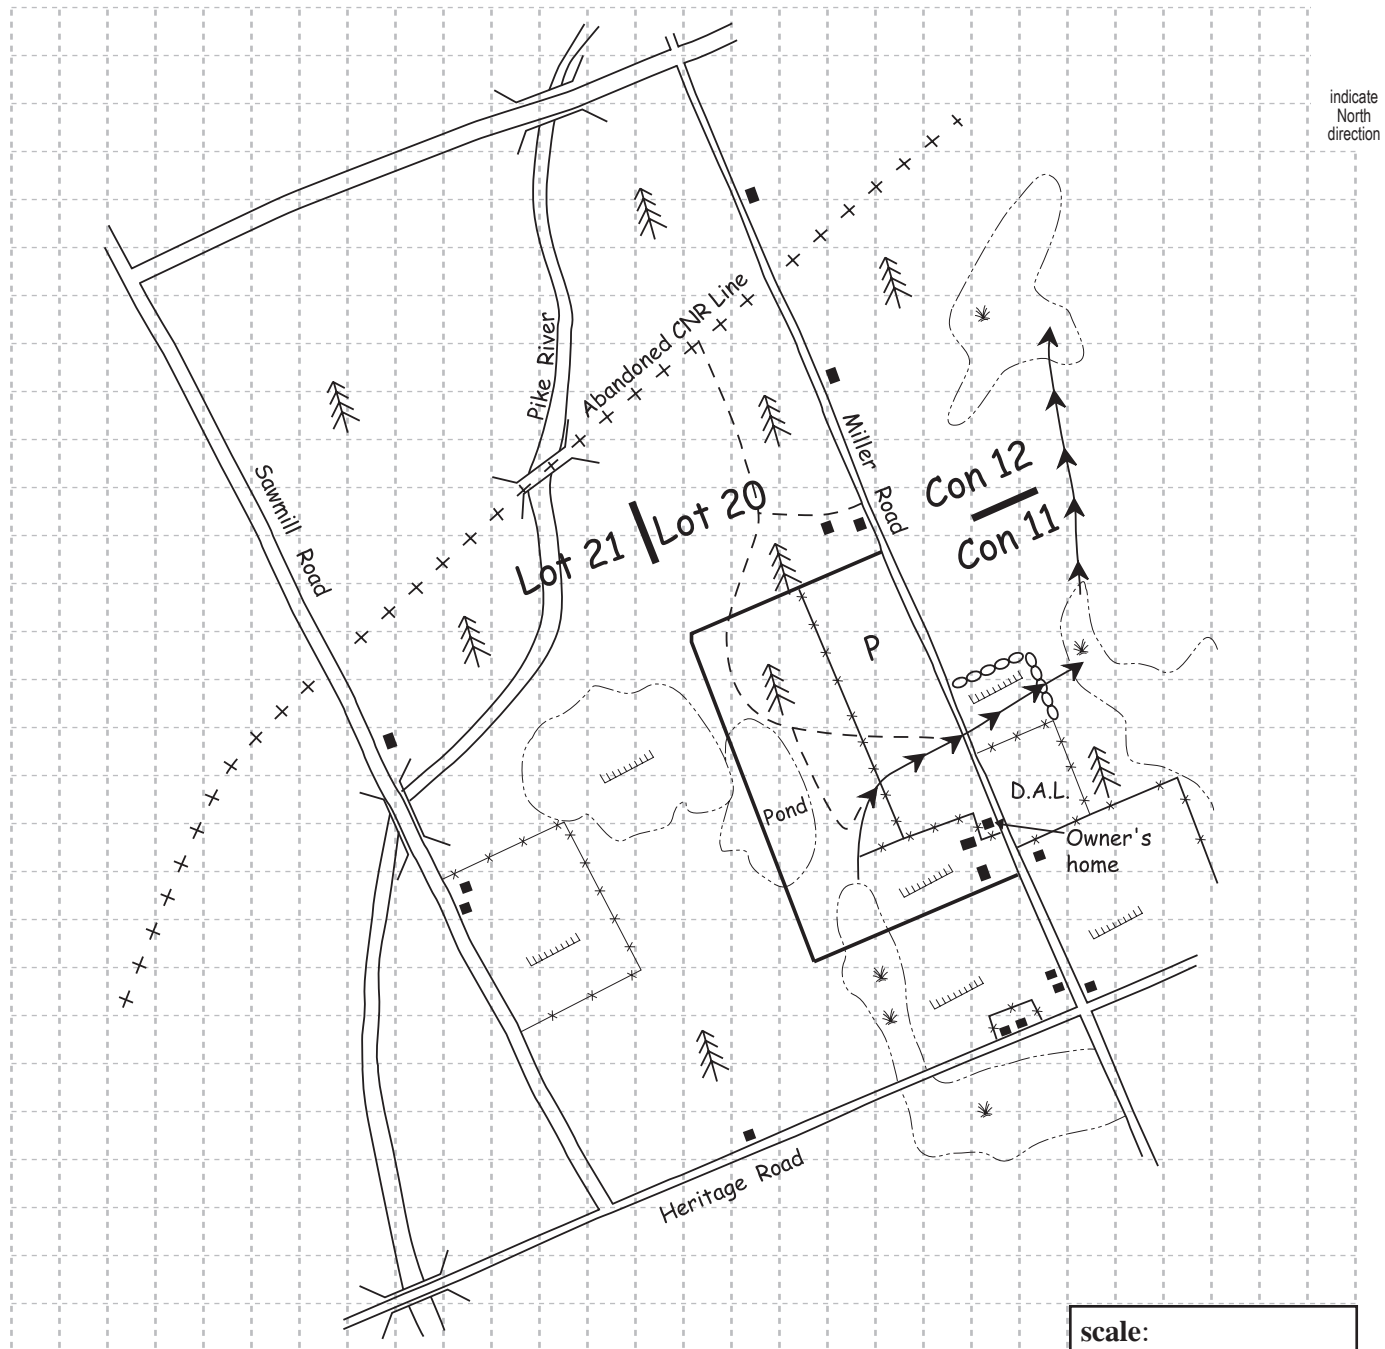 indicate
North
direction
Abandoned CNR Line
Pike River
Miller Road
Con 12
Con 11
Sawmill Road
Lot 21
Lot 20
P
Pond
D.A.L.
Owner's
home
Heritage Road
scale: